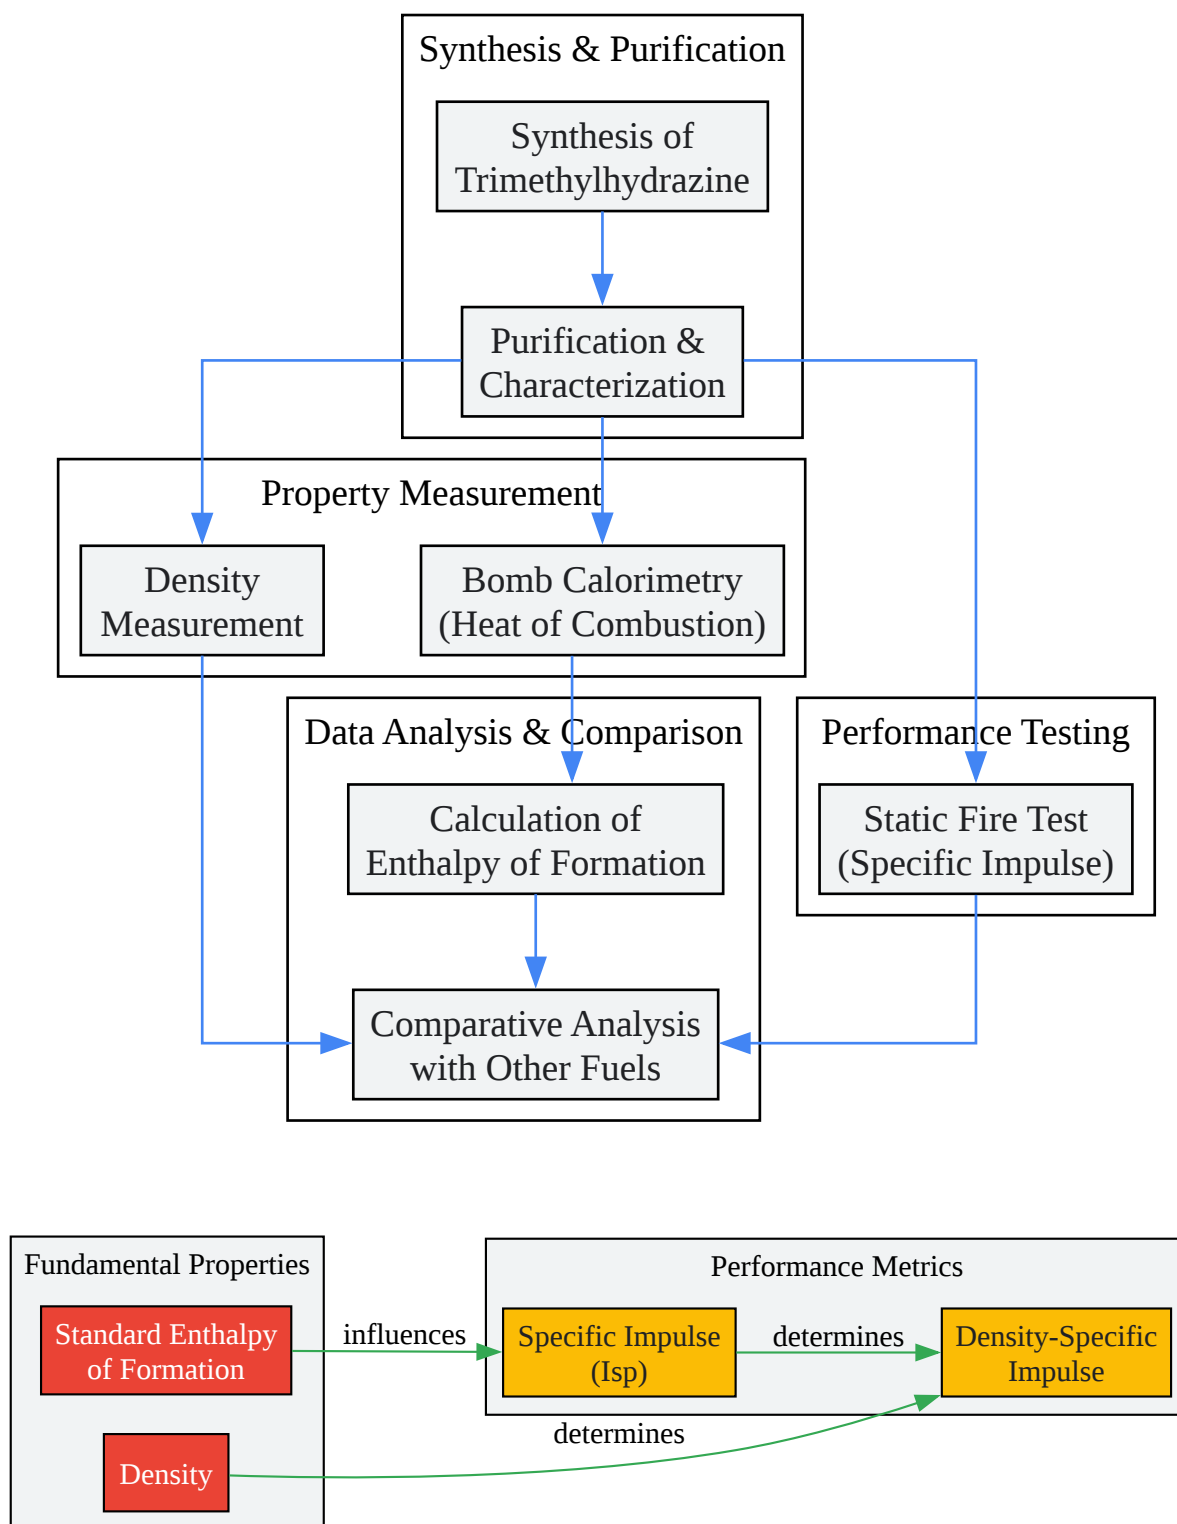 Synthesis & Purification
Synthesis of
Trimethylhydrazine
Purification &
Characterization
Property Measurement
Density
Measurement
Bomb Calorimetry
(Heat of Combustion)
Data Analysis & Comparison
Performance Testing
Calculation of
Enthalpy of Formation
Static Fire Test
(Specific Impulse)
Comparative Analysis
with Other Fuels
Fundamental Properties
Standard Enthalpy
of Formation
Density
influences
Performance Metrics
Specific Impulse
(Isp)
determines
Density-Specific
Impulse
determines